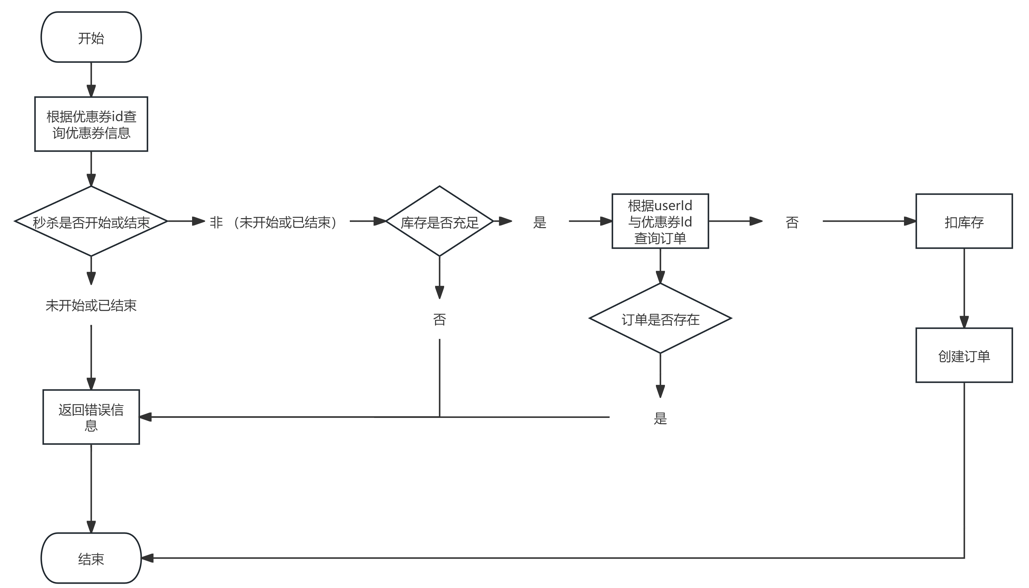 开始
根据优惠券id查
询优惠券信息
秒杀是否开始或结束
非 （未开始或已结束）
库存是否充足
是
根据userId
与优惠券Id
查询订单
否
扣库存
未开始或已结束
否
订单是否存在
创建订单
返回错误信
息
是
结束